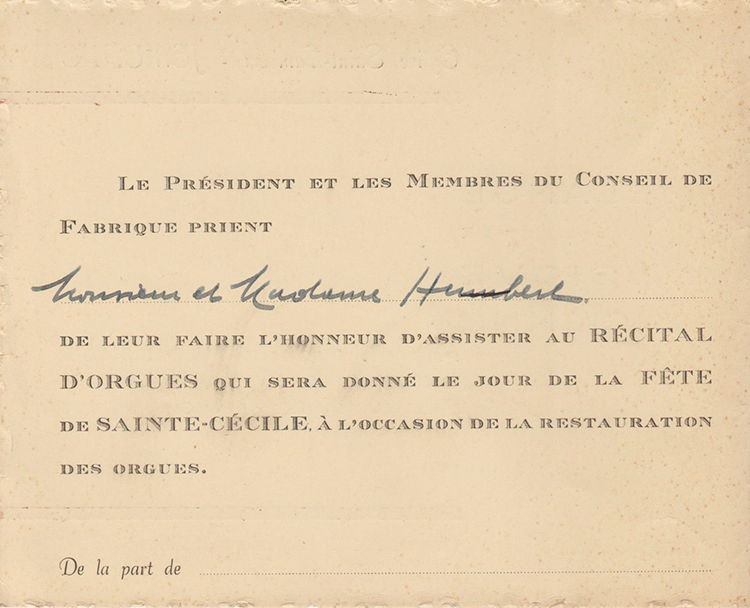 Le Président et les Membres du Conseil de
Fabrique prient
Monsieur et Madame Humbert.
de leur faire l'honneur d'assister au RÉCITAL
D'ORGUES qui sera donné le jour de la FÊTE
de SAINTE-CÉCILE, à l'occasion de la restauration
des orgues.
De la part de